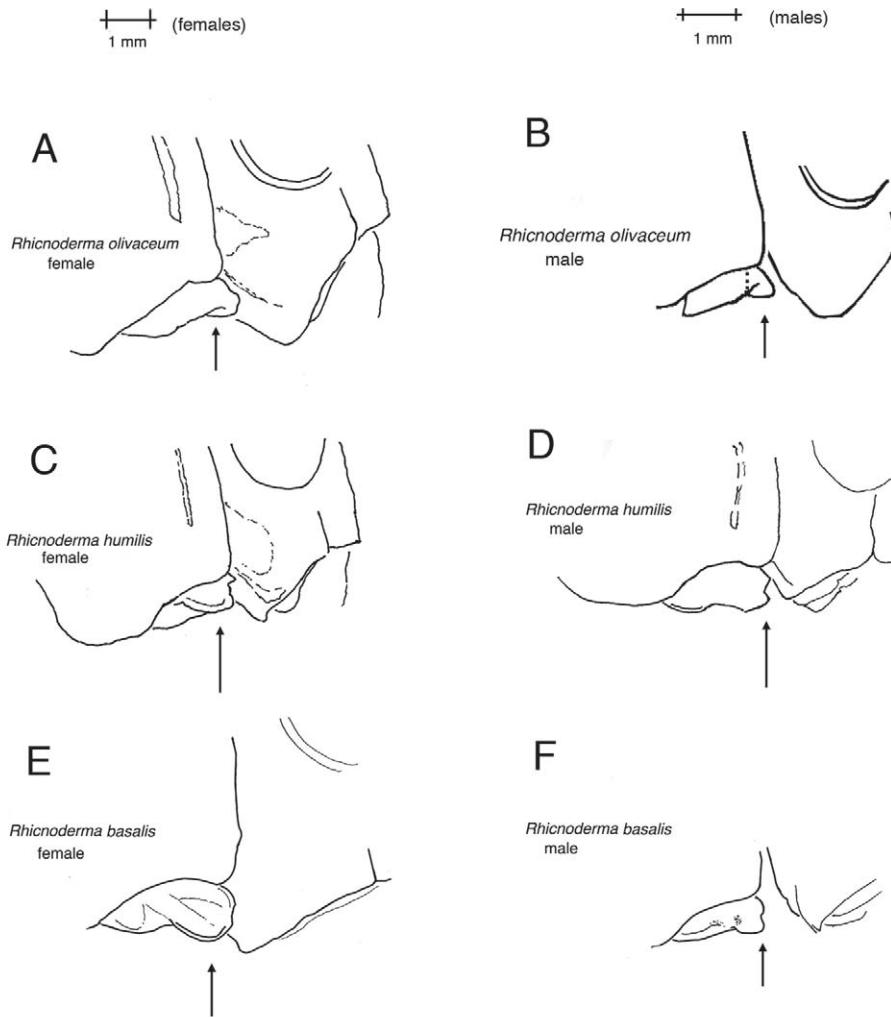 (females)
1 mm
(males)
1 mm
A
Rhicnoderma olivaceum
female
B
Rhicnoderma olivaceum
male
C
Rhicnoderma humilis
female
D
Rhicnoderma humilis
male
E
Rhicnoderma basalis
female
F
Rhicnoderma basalis
male